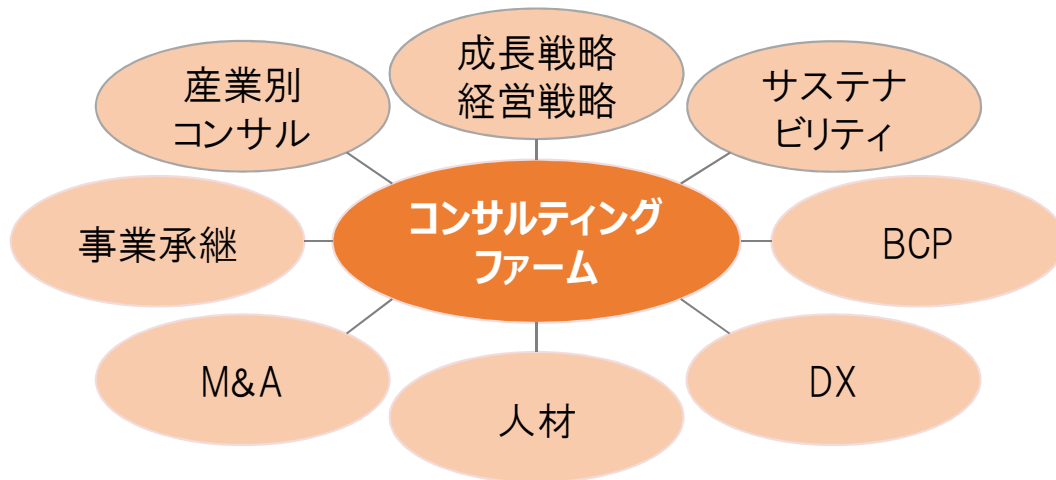 成長戦略
経営戦略
産業別
コンサル
サステナ
ビリティ
コンサルティング
ファーム
事業承継
BCP
M&A
DX
人材